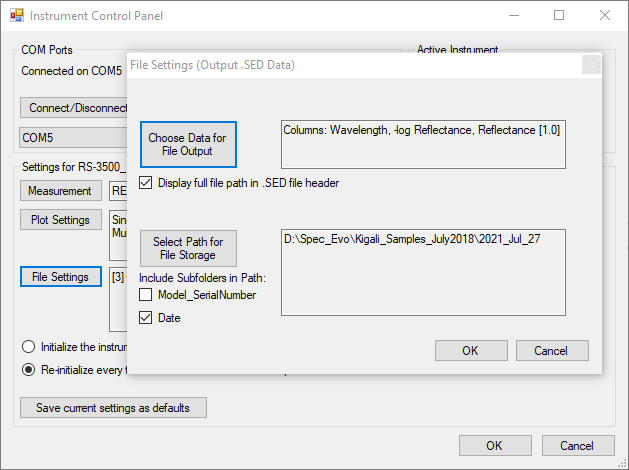 Instrument Control Panel
COM Ports
Active Instrument
Connected on COM5
Connect/Disconnect
COM5
Settings for RS-3500_
Measurement
RE
Plot Settings
Sin
Mul
File Settings
[3]
Initialize the instrum
Re-initialize every
Save current settings as defaults
OK
Cancel
File Settings (Output .SED Data)
Choose Data for
File Output
Columns: Wavelength, -log Reflectance, Reflectance [1.0]
Display full file path in .SED file header
Select Path for
File Storage
D:\Spec_Evo\Kigali_Samples_July2018\2021_Jul_27
Include Subfolders in Path:
Model_SerialNumber
Date
OK
Cancel